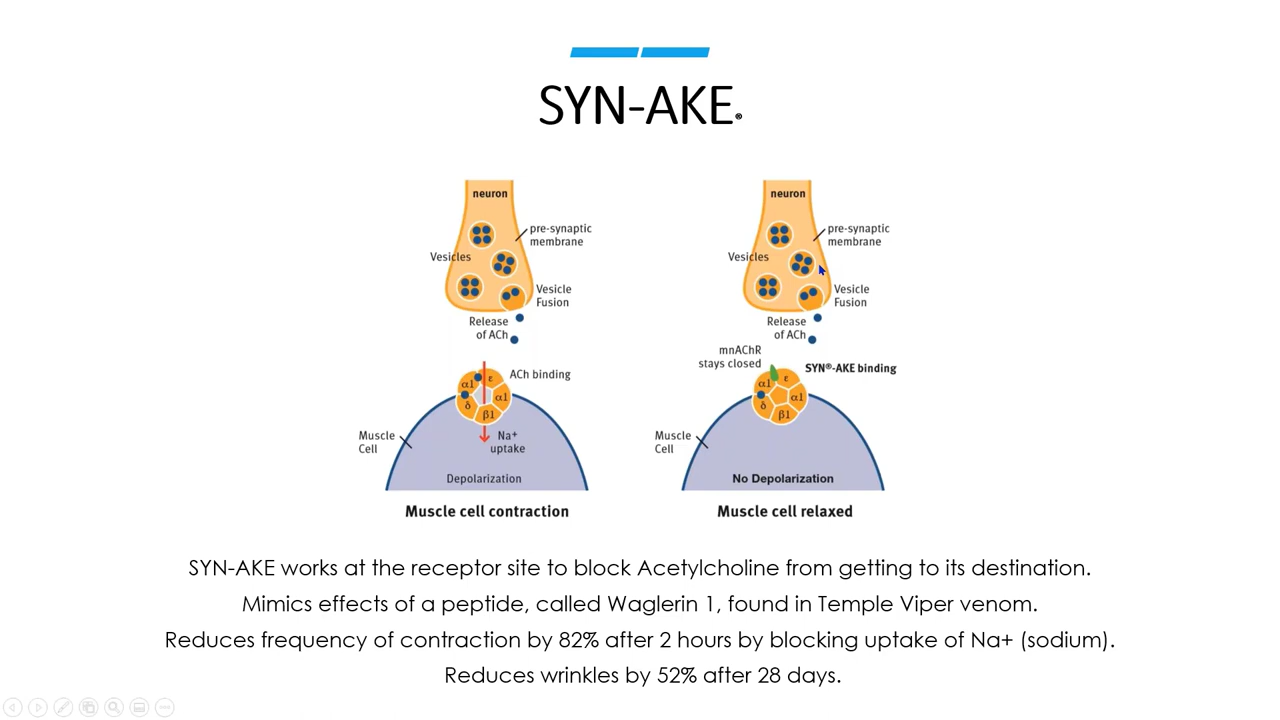 SYN-AKE®
neuron
pre-synaptic
membrane
Vesicles
Vesicle
Fusion
Release
of ACh
ACh binding
α1
ε
α1
δ
β1
Muscle
Cell
Na⁺
uptake
Depolarization
Muscle cell contraction
neuron
pre-synaptic
membrane
Vesicles
Vesicle
Fusion
Release
of ACh
mnAChR
stays closed
SYN®-AKE binding
α1
ε
α1
δ
β1
Muscle
Cell
No Depolarization
Muscle cell relaxed
SYN-AKE works at the receptor site to block Acetylcholine from getting to its destination.
Mimics effects of a peptide, called Waglerin 1, found in Temple Viper venom.
Reduces frequency of contraction by 82% after 2 hours by blocking uptake of Na+ (sodium).
Reduces wrinkles by 52% after 28 days.